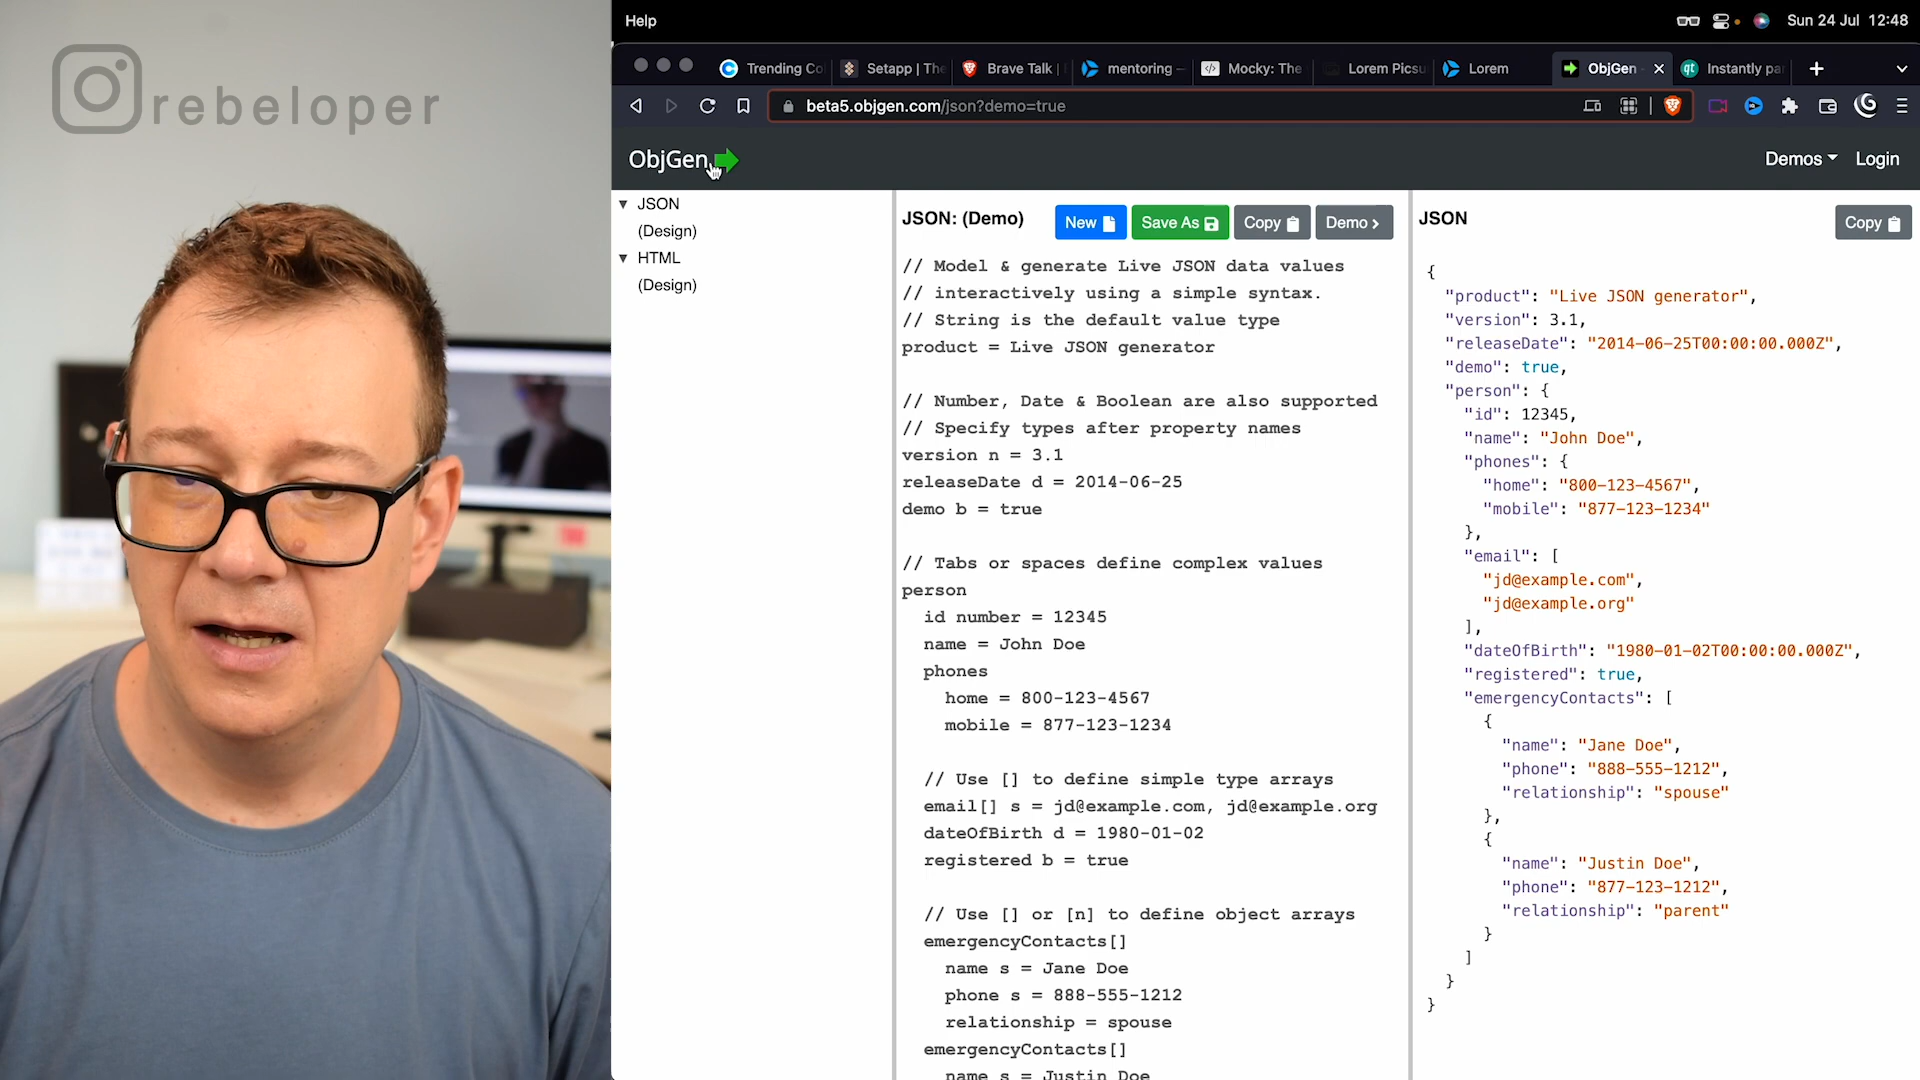 rebeloper
Help
Sun 24 Jul 12:48
Trending Co
Setapp | The
Brave Talk |
mentoring –
Mocky: The
Lorem Picsu
Lorem
ObjGen
Instantly par
beta5.objgen.com/json?demo=true
ObjGen
Demos
Login
JSON
(Design)
HTML
(Design)
JSON: (Demo)
New
Save As
Copy
Demo
// Model & generate Live JSON data values
// interactively using a simple syntax.
// String is the default value type
product = Live JSON generator
// Number, Date & Boolean are also supported
// Specify types after property names
version n = 3.1
releaseDate d = 2014-06-25
demo b = true
// Tabs or spaces define complex values
person
id number = 12345
name = John Doe
phones
home = 800-123-4567
mobile = 877-123-1234
// Use [] to define simple type arrays
email[] s = jd@example.com, jd@example.org
dateOfBirth d = 1980-01-02
registered b = true
// Use [] or [n] to define object arrays
emergencyContacts[]
name s = Jane Doe
phone s = 888-555-1212
relationship = spouse
emergencyContacts[]
name s = Justin Doe
JSON
Copy
{
"product": "Live JSON generator",
"version": 3.1,
"releaseDate": "2014-06-25T00:00:00.000Z",
"demo": true,
"person": {
"id": 12345,
"name": "John Doe",
"phones": {
"home": "800-123-4567",
"mobile": "877-123-1234"
},
"email": [
"jd@example.com",
"jd@example.org"
],
"dateOfBirth": "1980-01-02T00:00:00.000Z",
"registered": true,
"emergencyContacts": [
{
"name": "Jane Doe",
"phone": "888-555-1212",
"relationship": "spouse"
},
{
"name": "Justin Doe",
"phone": "877-123-1212",
"relationship": "parent"
}
]
}
}